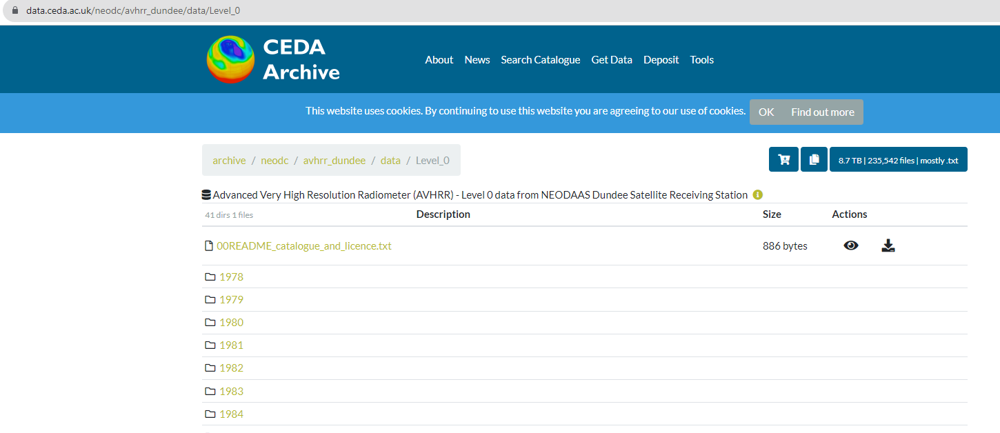 data.ceda.ac.uk/neodc/avhrr_dundee/data/Level_0
CEDA
Archive
About News Search Catalogue Get Data Deposit Tools
This website uses cookies. By continuing to use this website you are agreeing to our use of cookies. OK Find out more
archive / neodc / avhrr_dundee / data / Level_0
8.7 TB | 235,542 files | mostly .txt
Advanced Very High Resolution Radiometer (AVHRR) - Level 0 data from NEODAAS Dundee Satellite Receiving Station
41 dirs 1 files Description Size Actions
00README_catalogue_and_licence.txt 886 bytes
1978
1979
1980
1981
1982
1983
1984